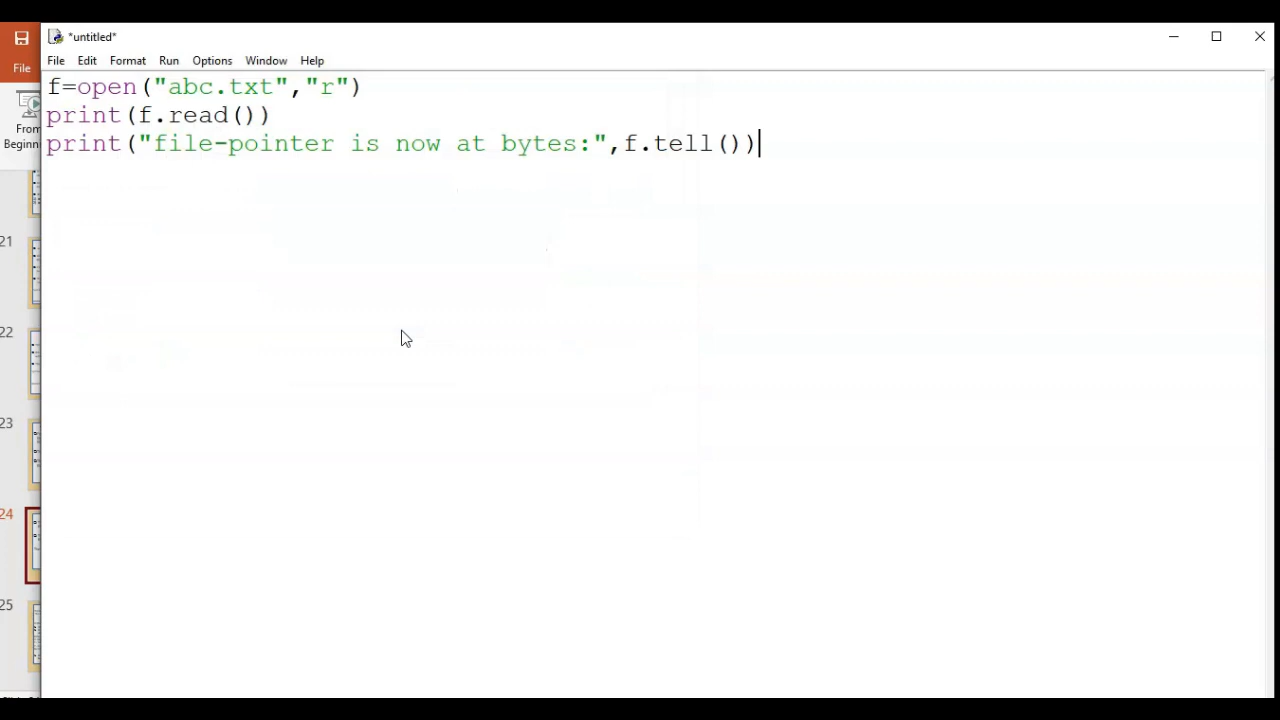 *untitled*
File Edit Format Run Options Window Help
File
f=open("abc.txt","r")
print(f.read())
print("file-pointer is now at bytes:",f.tell())
From
Beginn
21
22
23
24
25